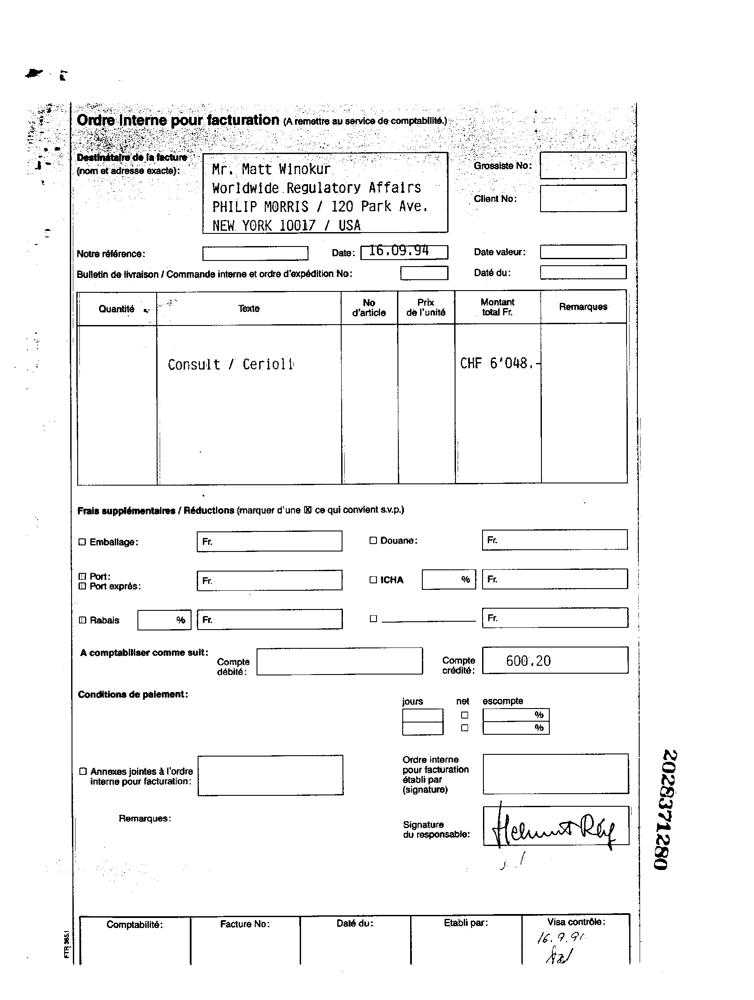 Ordre Interne pour facturation (A remettre au service de comptabilité.)
Destinataire de la facture
(nom et adresse exacte):
Mr. Matt Winokur
Worldwide Regulatory Affairs
PHILIP MORRIS / 120 Park Ave.
NEW YORK 10017 / USA
Grossiste No:
Client No:
Notre référence:
Date: 16.09.94
Date valeur:
Bulletin de livraison / Commande interne et ordre d'expédition No:
Daté du:
Quantité
Texte
No d'article
Prix de l'unité
Montant total Fr.
Remarques
Consult / Cerioli
CHF 6'048.-
Frais supplémentaires / Réductions (marquer d'une ☒ ce qui convient s.v.p.)
☐ Emballage: Fr.
☐ Douane: Fr.
☐ Port:
☐ Port exprès: Fr.
☐ ICHA % Fr.
☐ Rabais % Fr.
☐ Fr.
A comptabiliser comme suit:
Compte débité:
Compte crédité: 600.20
Conditions de paiement:
jours net escompte
☐ %
☐ %
☐ Annexes jointes à l'ordre
interne pour facturation:
Ordre interne
pour facturation
établi par
(signature)
Remarques:
Signature
du responsable:
Helmut
2028371280
Comptabilité:
Facture No:
Daté du:
Etabli par:
Visa contrôle:
16.9.94
FTR 365.1